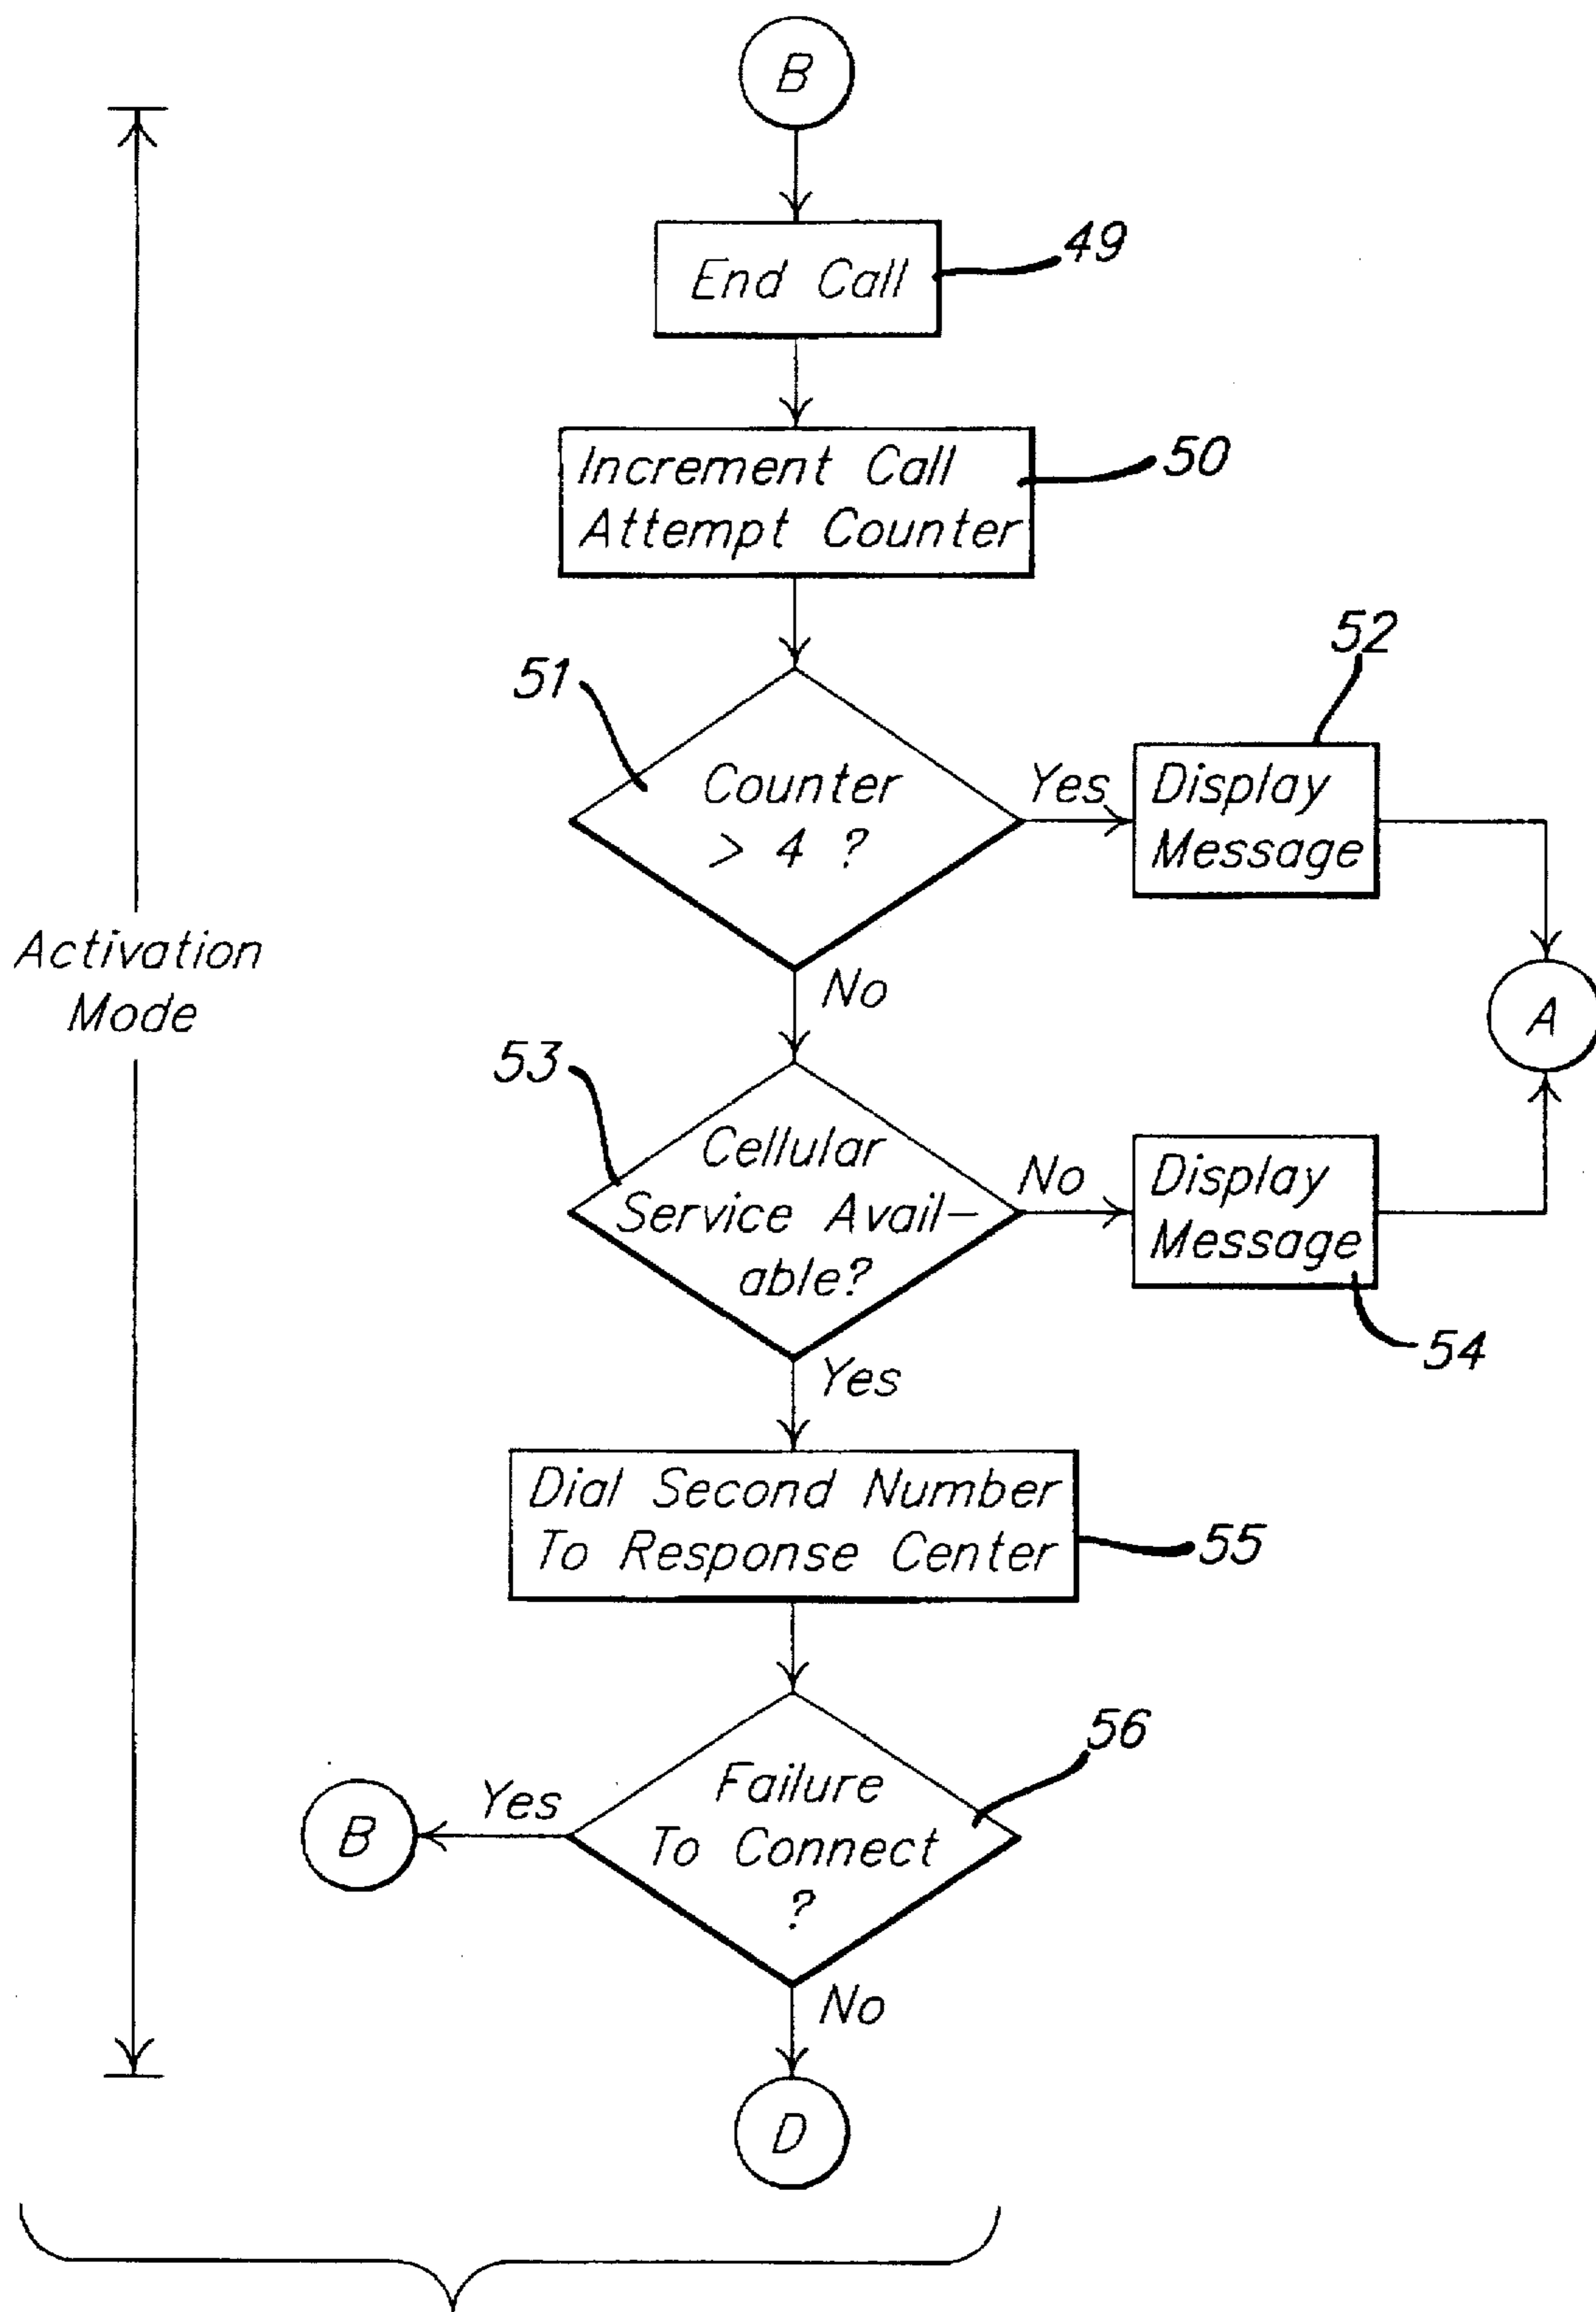 B
End Call
49
Increment Call
Attempt Counter
50
51
Counter
> 4 ?
Yes
52
Display
Message
Activation
Mode
No
A
53
Cellular
Service Avail-
able?
No
Display
Message
54
Yes
Dial Second Number
To Response Center
55
56
Failure
To Connect
?
Yes
B
No
D